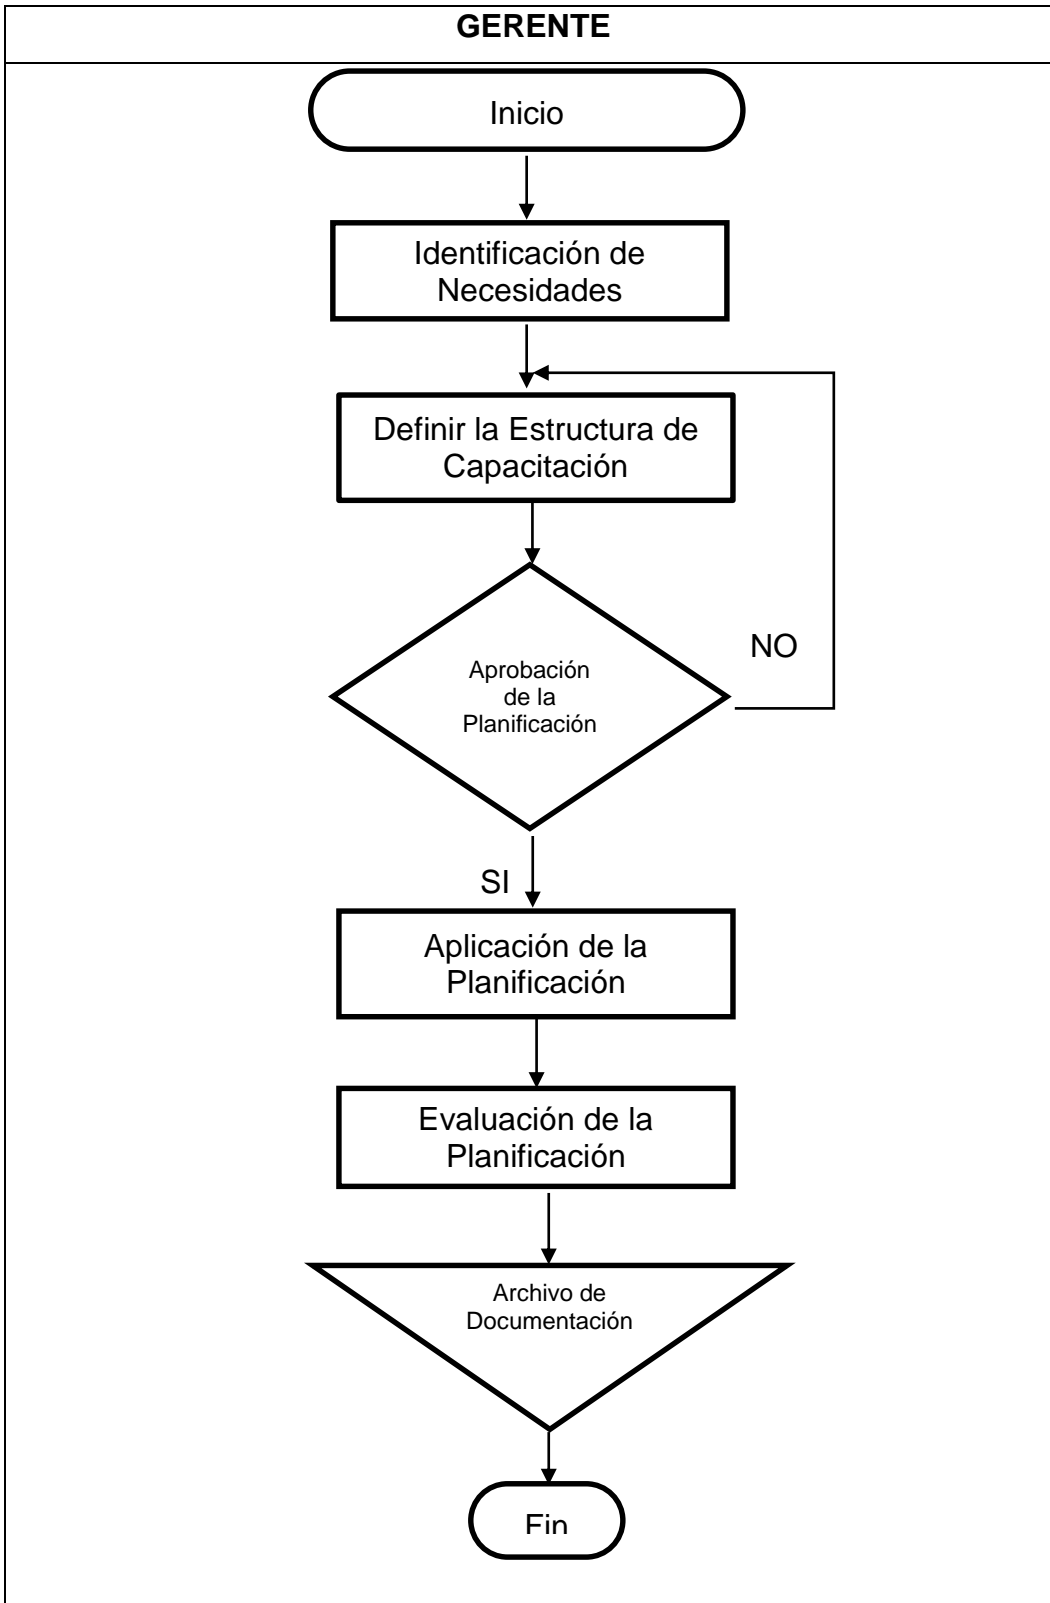 GERENTE
Inicio
Identificación de
Necesidades
Definir la Estructura de
Capacitación
NO
Aprobación
de la
Planificación
SI
Aplicación de la
Planificación
Evaluación de la
Planificación
Archivo de
Documentación
Fin